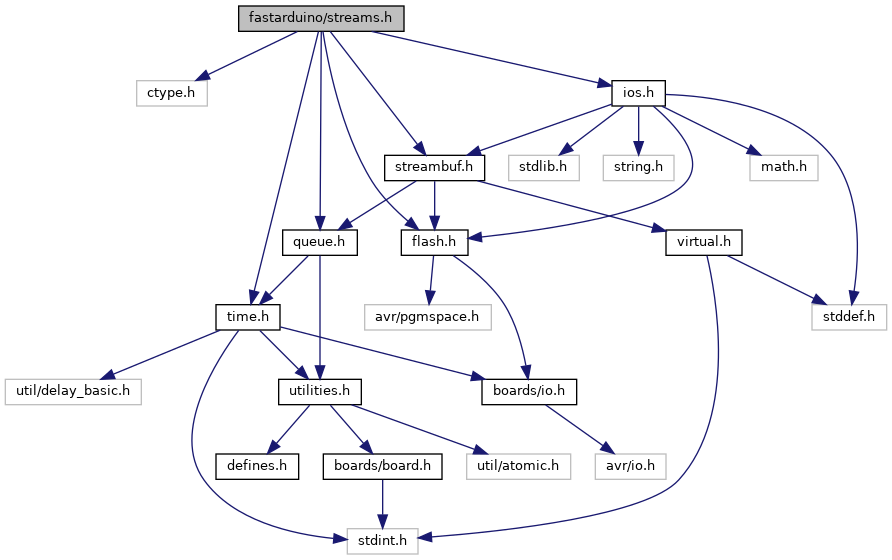 fastarduino/streams.h
ctype.h
ios.h
streambuf.h
stdlib.h
string.h
math.h
queue.h
flash.h
virtual.h
time.h
avr/pgmspace.h
stddef.h
util/delay_basic.h
utilities.h
boards/io.h
defines.h
boards/board.h
util/atomic.h
avr/io.h
stdint.h